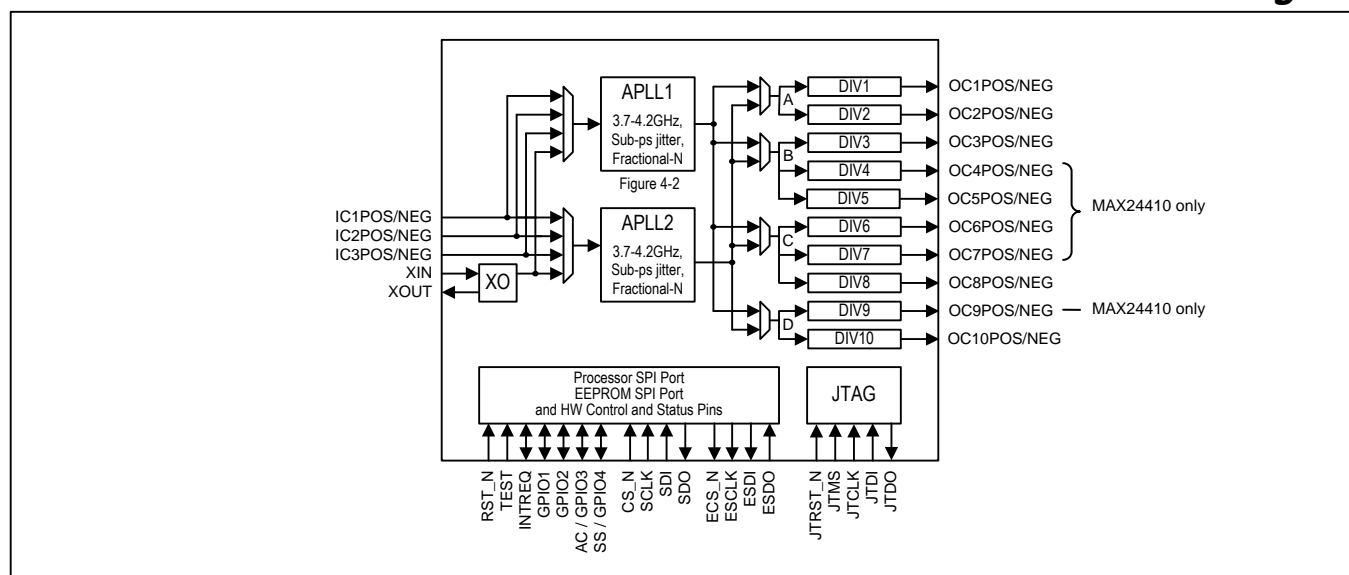 APLL1
3.7-4.2GHz,
Sub-ps jitter,
Fractional-N
Figure 4-2
APLL2
3.7-4.2GHz,
Sub-ps jitter,
Fractional-N
IC1POS/NEG
IC2POS/NEG
IC3POS/NEG
XIN
XOUT
XO
A
B
C
D
DIV1
DIV2
DIV3
DIV4
DIV5
DIV6
DIV7
DIV8
DIV9
DIV10
OC1POS/NEG
OC2POS/NEG
OC3POS/NEG
OC4POS/NEG
OC5POS/NEG
OC6POS/NEG
OC7POS/NEG
OC8POS/NEG
OC9POS/NEG
OC10POS/NEG
MAX24410 only
MAX24410 only
Processor SPI Port
EEPROM SPI Port
and HW Control and Status Pins
JTAG
RST_N
TEST
INTREQ
GPIO1
GPIO2
AC / GPIO3
SS / GPIO4
CS_N
SCLK
SDI
SDO
ECS_N
ESCLK
ESDI
ESDO
JTRST_N
JTMS
JTCLK
JTDI
JTDO